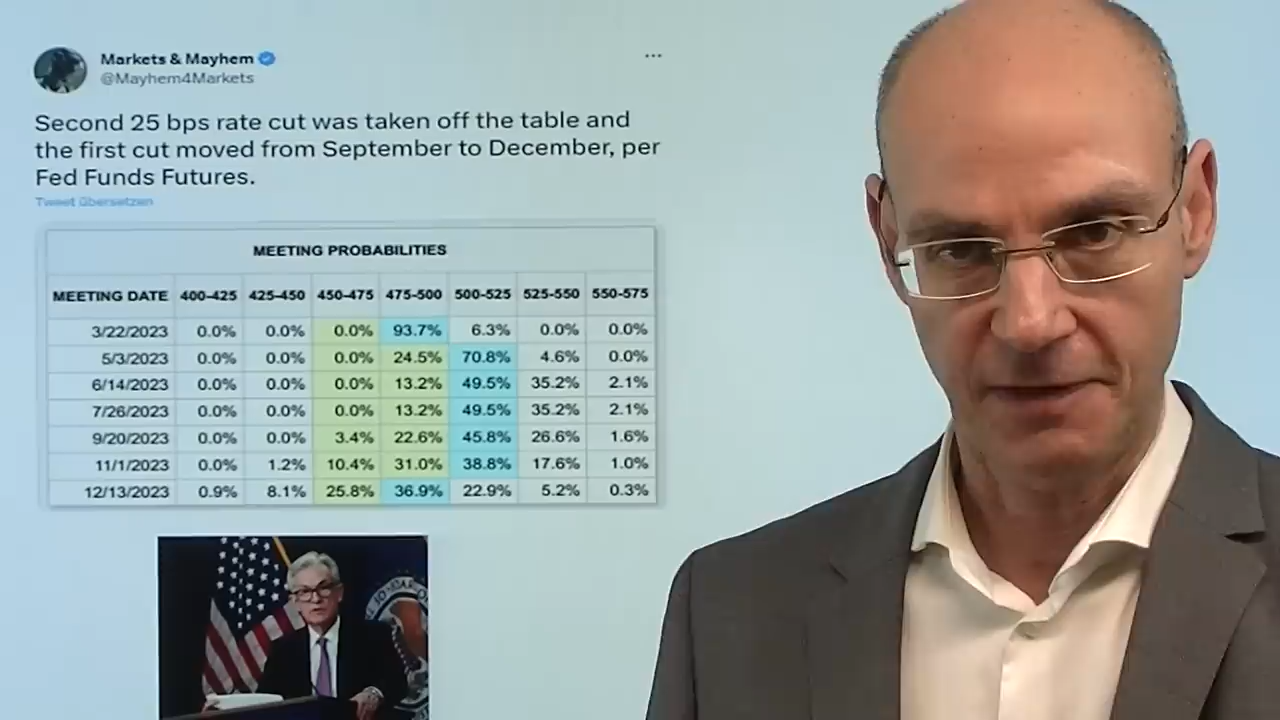 Markets & Mayhem
@Mayhem4Markets
Second 25 bps rate cut was taken off the table and
the first cut moved from September to December, per
Fed Funds Futures.
Tweet übersetzen
MEETING PROBABILITIES
MEETING DATE 400-425 425-450 450-475 475-500 500-525 525-550 550-575
3/22/2023 0.0% 0.0% 0.0% 93.7% 6.3% 0.0% 0.0%
5/3/2023 0.0% 0.0% 0.0% 24.5% 70.8% 4.6% 0.0%
6/14/2023 0.0% 0.0% 0.0% 13.2% 49.5% 35.2% 2.1%
7/26/2023 0.0% 0.0% 0.0% 13.2% 49.5% 35.2% 2.1%
9/20/2023 0.0% 0.0% 3.4% 22.6% 45.8% 26.6% 1.6%
11/1/2023 0.0% 1.2% 10.4% 31.0% 38.8% 17.6% 1.0%
12/13/2023 0.9% 8.1% 25.8% 36.9% 22.9% 5.2% 0.3%